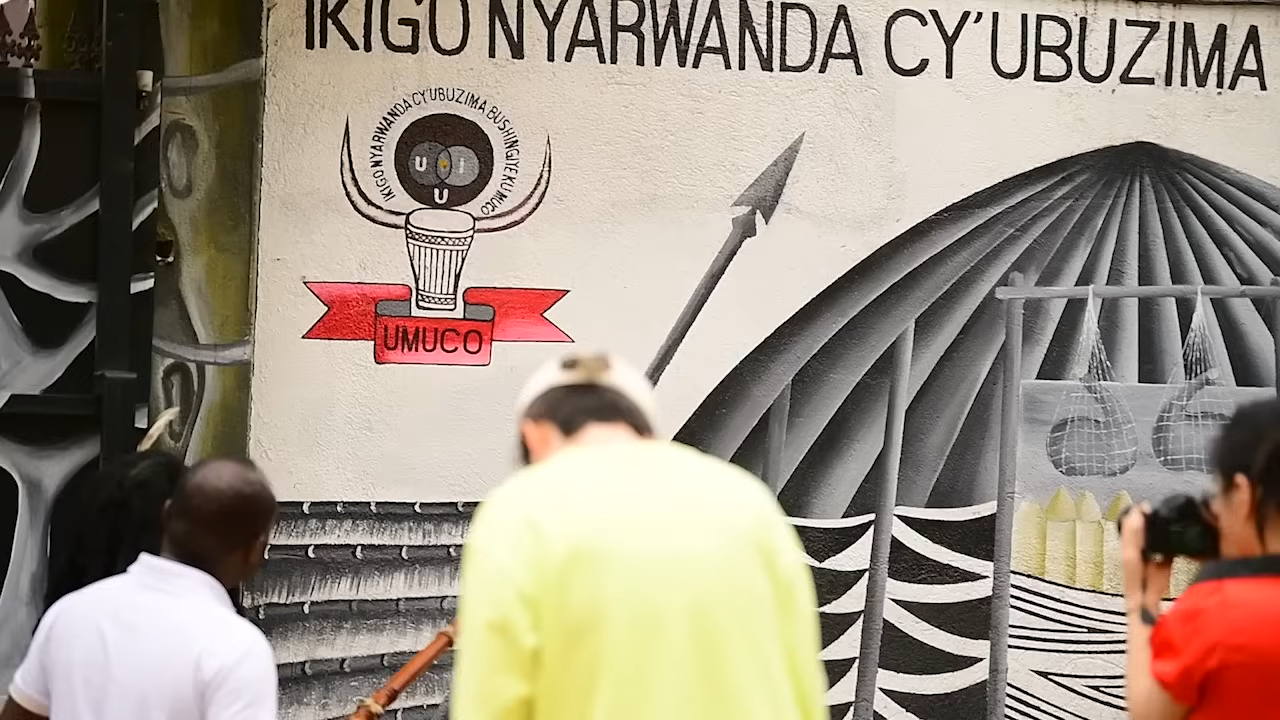 IKIGO NYARWANDA CY'UBUZIMA
IKIGO NYARWANDA CY'UBUZIMA BUSHINGIYE KU MUCO
U I
U
UMUCO